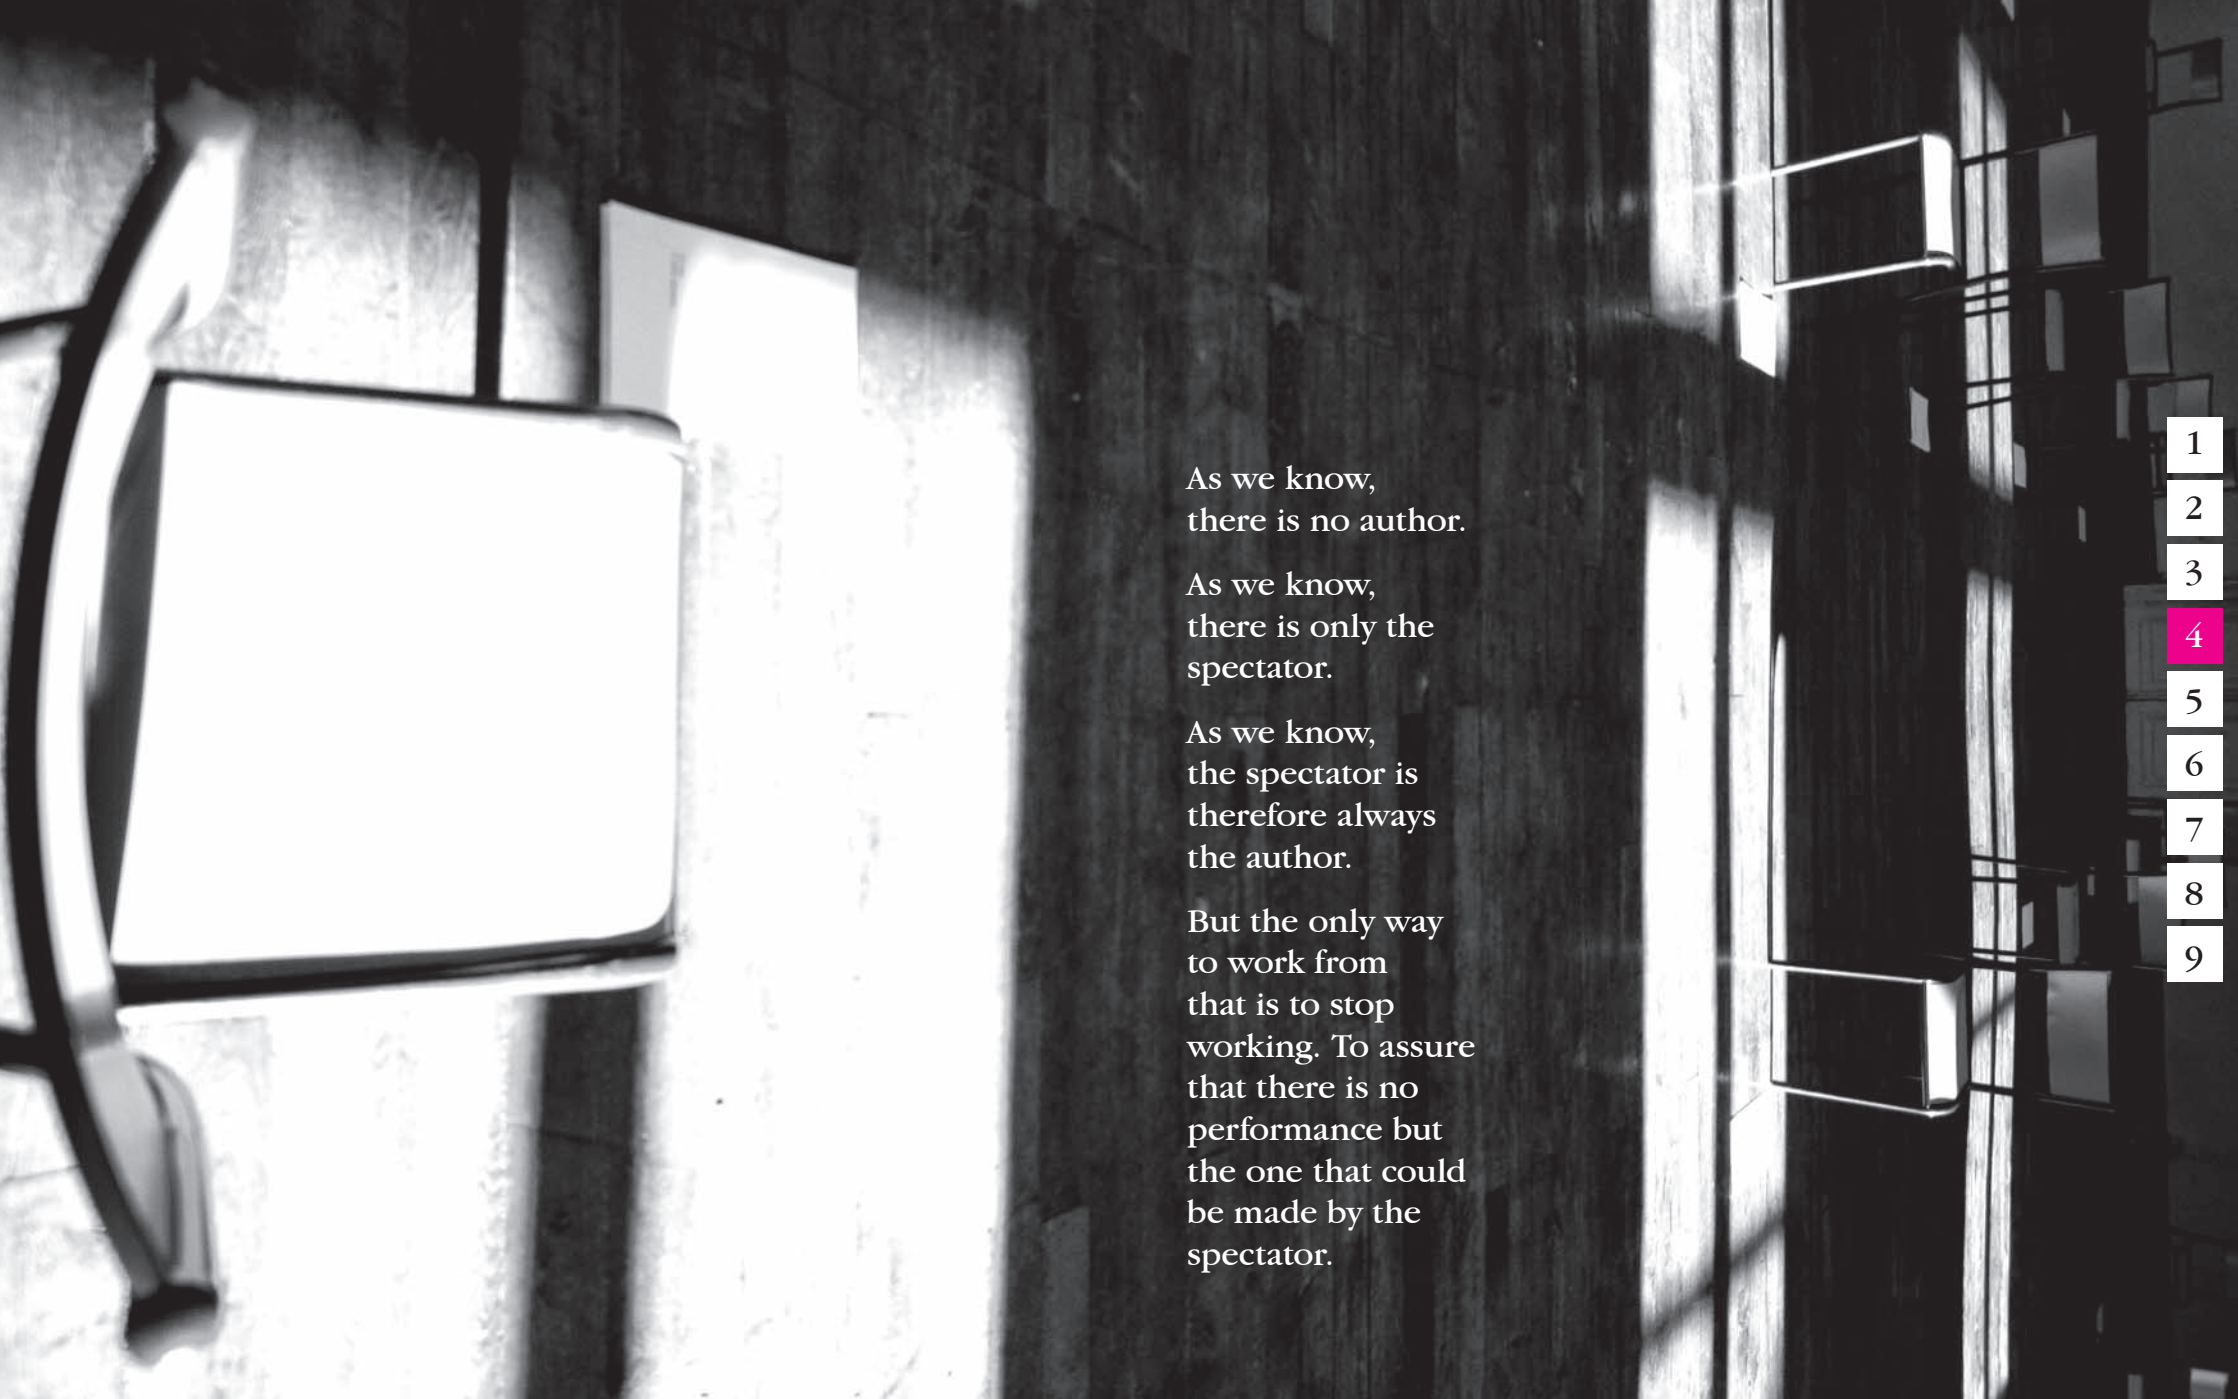 As we know,
there is no author.
As we know,
there is only the
spectator.
As we know,
the spectator is
therefore always
the author.
But the only way
to work from
that is to stop
working. To assure
that there is no
performance but
the one that could
be made by the
spectator.
1
2
3
4
5
6
7
8
9